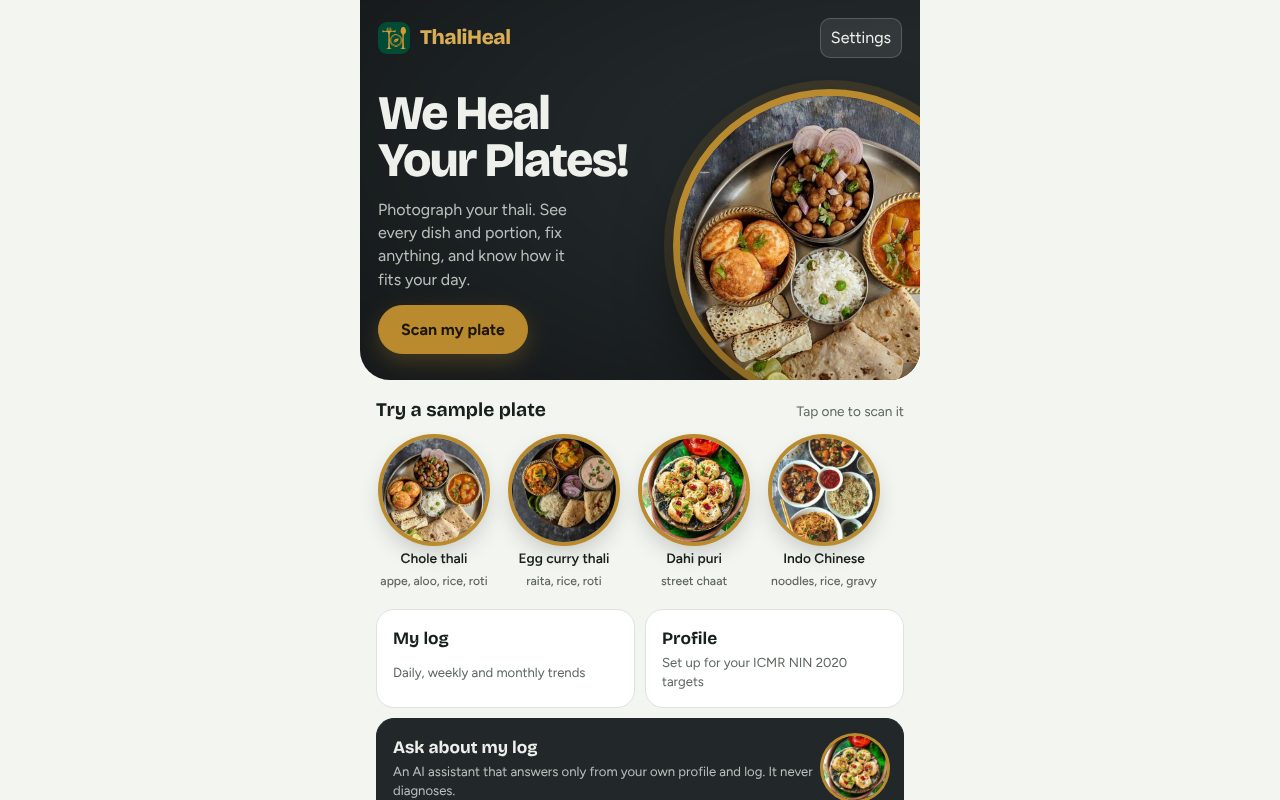 ThaliHeal
Settings
We Heal
Your Plates!
Photograph your thali. See
every dish and portion, fix
anything, and know how it
fits your day.
Scan my plate
Try a sample plate
Tap one to scan it
Chole thali
appe, aloo, rice, roti
Egg curry thali
raita, rice, roti
Dahi puri
street chaat
Indo Chinese
noodles, rice, gravy
My log
Daily, weekly and monthly trends
Profile
Set up for your ICMR NIN 2020
targets
Ask about my log
An AI assistant that answers only from your own profile and log. It never
diagnoses.